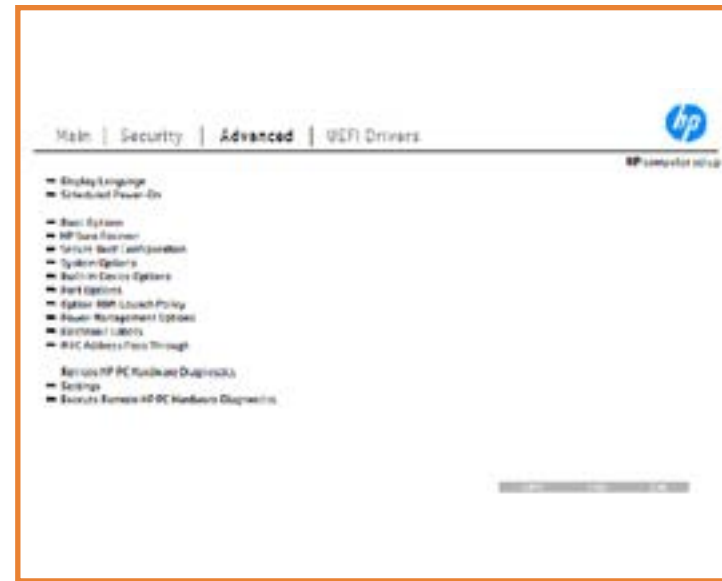 hp
Main | Security | Advanced | UEFI Drivers
HP computer setup
Display Language
Scheduled Power-On
Boot Options
HP Sure Recover
Secure Boot Configuration
System Options
Built-in Device Options
Port Options
Option ROM Launch Policy
Power Management Options
Electronic Labels
MAC Address Pass Through
Remote HP PC Hardware Diagnostics
Settings
Execute Remote HP PC Hardware Diagnostics